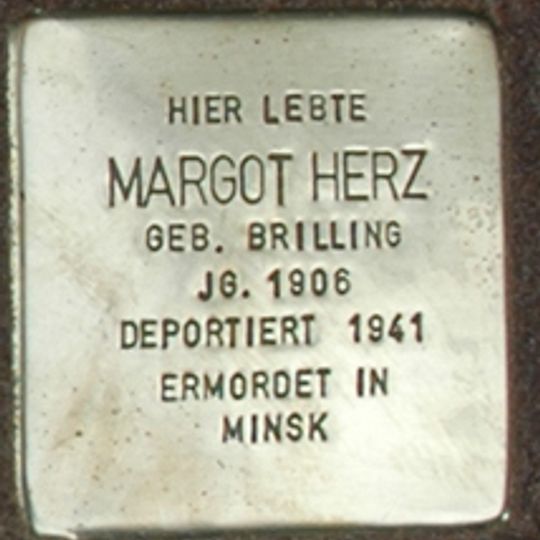 HIER LEBTE
MARGOT HERZ
GEB. BRILLING
JG. 1906
DEPORTIERT 1941
ERMORDET IN
MINSK